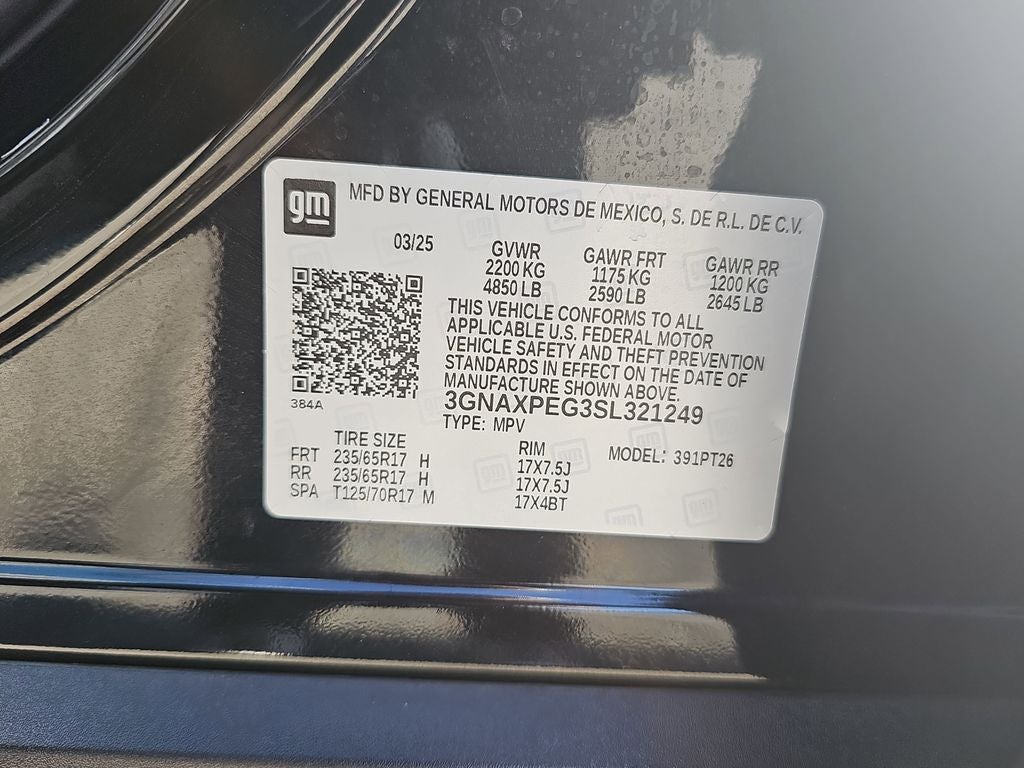 gm
MFD BY GENERAL MOTORS DE MEXICO, S. DE R.L. DE C.V.
03/25
GVWR GAWR FRT GAWR RR
2200 KG 1175 KG 1200 KG
4850 LB 2590 LB 2645 LB
THIS VEHICLE CONFORMS TO ALL
APPLICABLE U.S. FEDERAL MOTOR
VEHICLE SAFETY AND THEFT PREVENTION
STANDARDS IN EFFECT ON THE DATE OF
MANUFACTURE SHOWN ABOVE.
384A
3GNAXPEG3SL321249
TYPE: MPV
TIRE SIZE RIM MODEL: 391PT26
FRT 235/65R17 H 17X7.5J
RR 235/65R17 H 17X7.5J
SPA T125/70R17 M 17X4BT